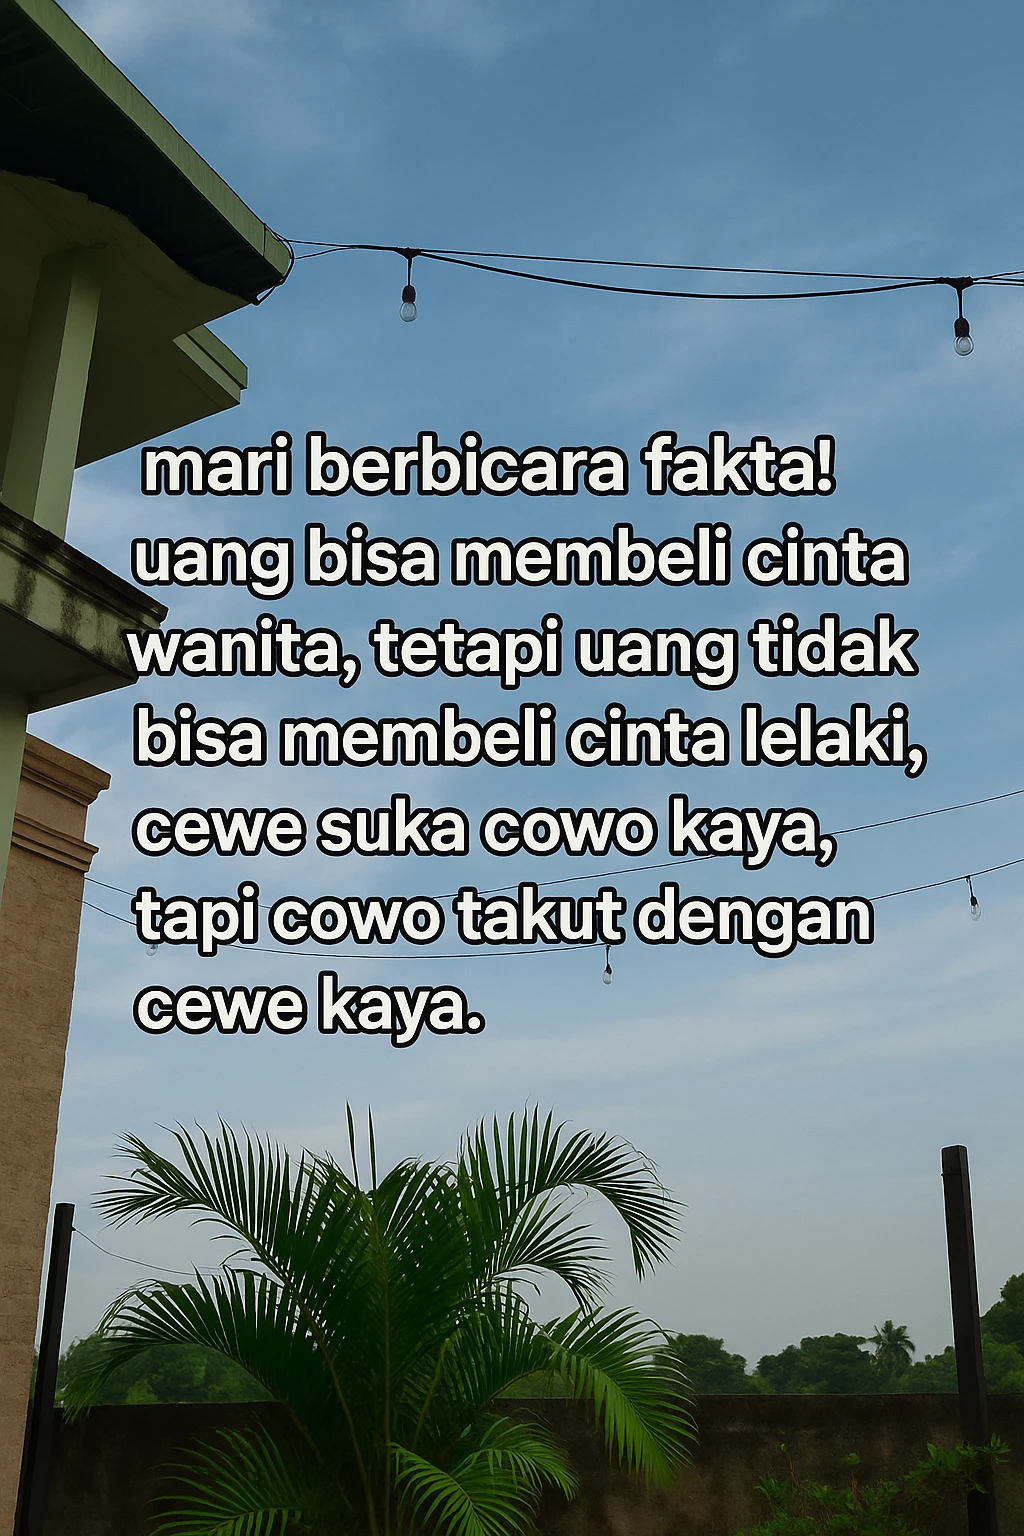 mari berbicara fakta!
uang bisa membeli cinta
wanita, tetapi uang tidak
bisa membeli cinta lelaki,
cewe suka cowo kaya,
tapi cowo takut dengan
cewe kaya.